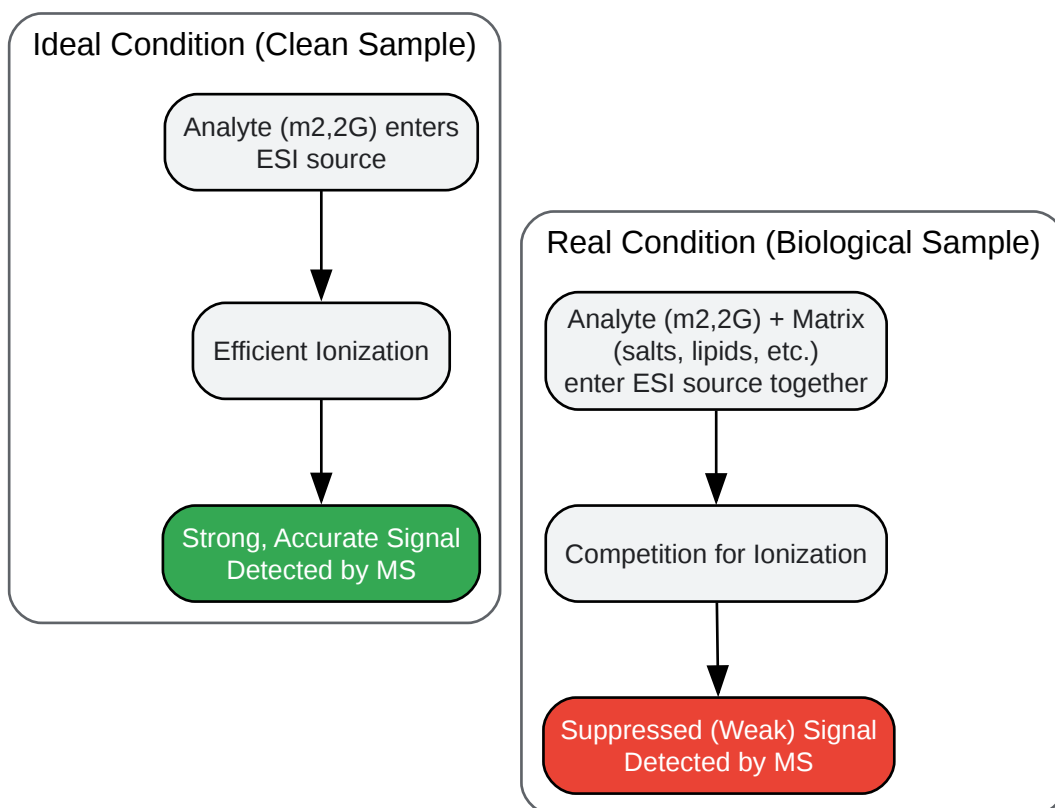 Ideal Condition (Clean Sample)
Analyte (m2,2G) enters
ESI source
Efficient Ionization
Strong, Accurate Signal
Detected by MS
Real Condition (Biological Sample)
Analyte (m2,2G) + Matrix
(salts, lipids, etc.)
enter ESI source together
Competition for Ionization
Suppressed (Weak) Signal
Detected by MS